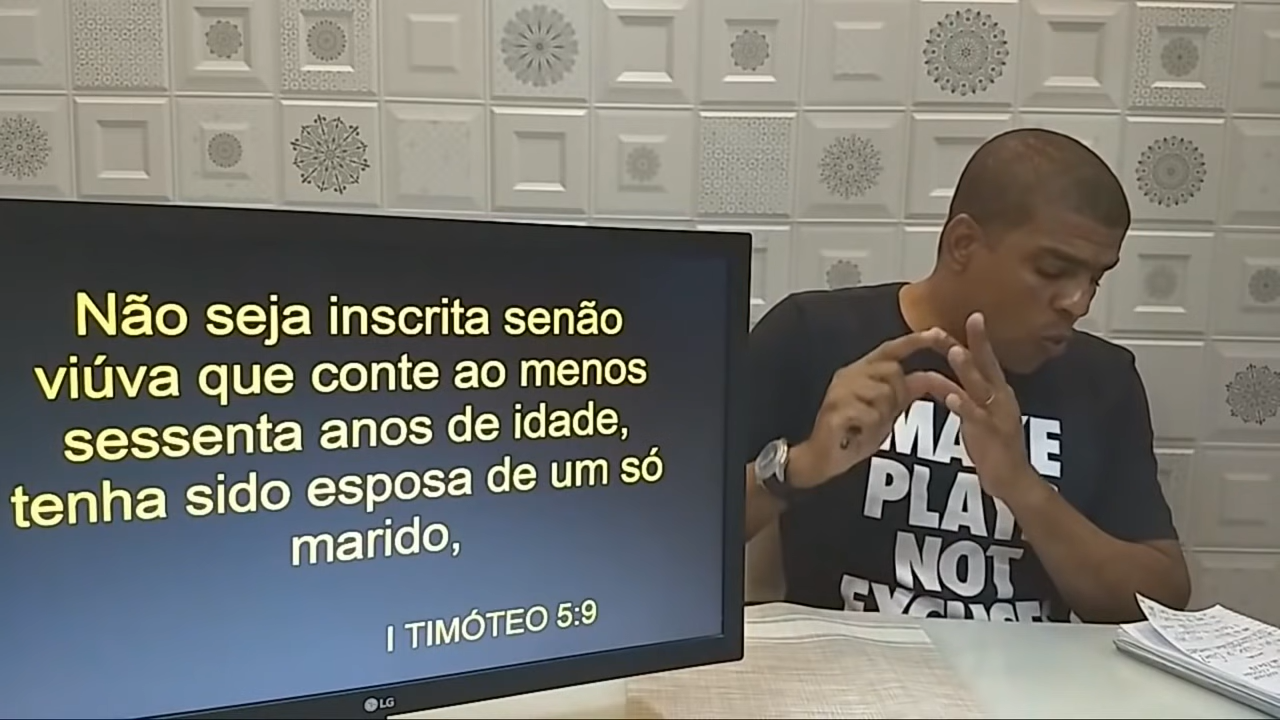 Não seja inscrita senão
viúva que conte ao menos
sessenta anos de idade,
tenha sido esposa de um só
marido,
I TIMÓTEO 5:9
LG
MAKE
PLAYS
NOT